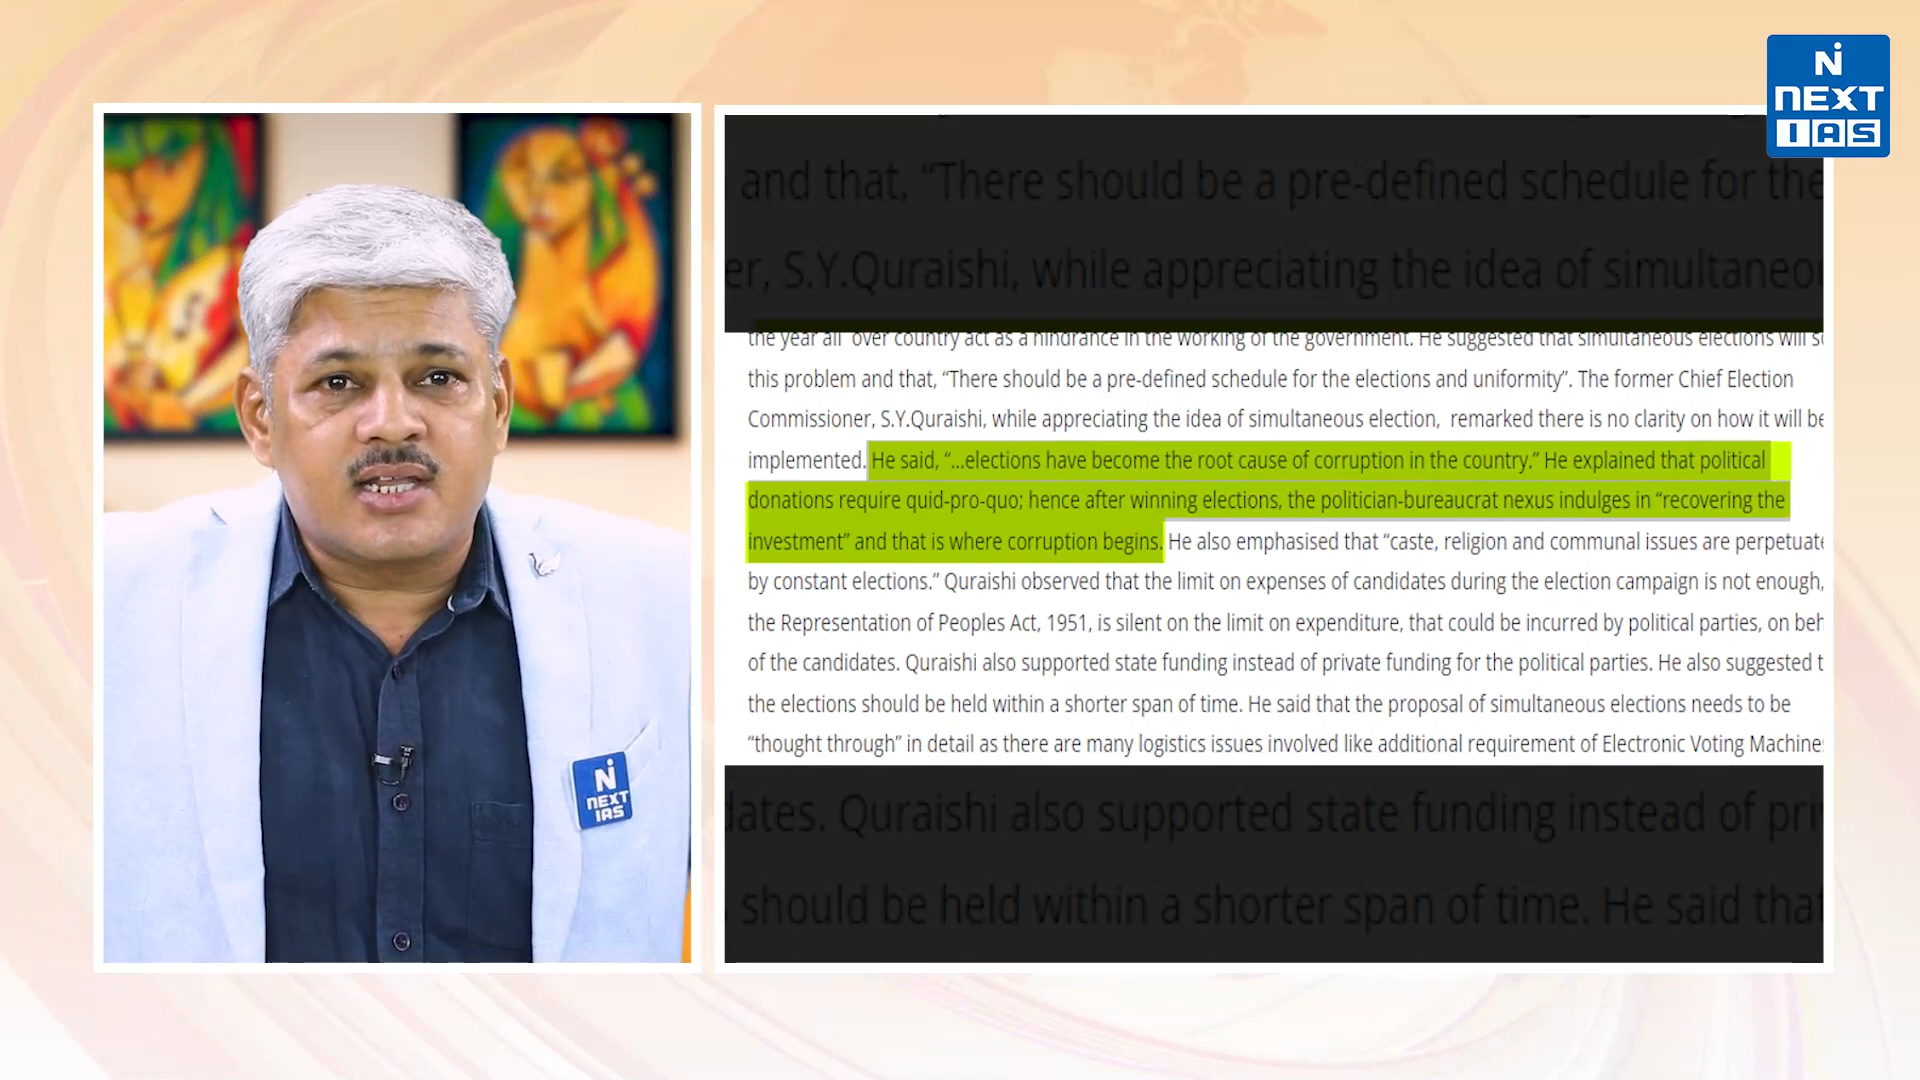 N
NEXT
IAS
and that, “There should be a pre-defined schedule for the
er, S.Y.Quraishi, while appreciating the idea of simultaneou
the year all over country act as a hindrance in the working of the government. He suggested that simultaneous elections will
this problem and that, “There should be a pre-defined schedule for the elections and uniformity”. The former Chief Election
Commissioner, S.Y.Quraishi, while appreciating the idea of simultaneous election, remarked there is no clarity on how it will be
implemented. He said, “...elections have become the root cause of corruption in the country.” He explained that political
donations require quid-pro-quo; hence after winning elections, the politician-bureaucrat nexus indulges in “recovering the
investment” and that is where corruption begins. He also emphasised that “caste, religion and communal issues are perpetuate
by constant elections.” Quraishi observed that the limit on expenses of candidates during the election campaign is not enough,
the Representation of Peoples Act, 1951, is silent on the limit on expenditure, that could be incurred by political parties, on beh
of the candidates. Quraishi also supported state funding instead of private funding for the political parties. He also suggested t
the elections should be held within a shorter span of time. He said that the proposal of simultaneous elections needs to be
“thought through” in detail as there are many logistics issues involved like additional requirement of Electronic Voting Machines
dates. Quraishi also supported state funding instead of pri
should be held within a shorter span of time. He said that
N
NEXT
IAS